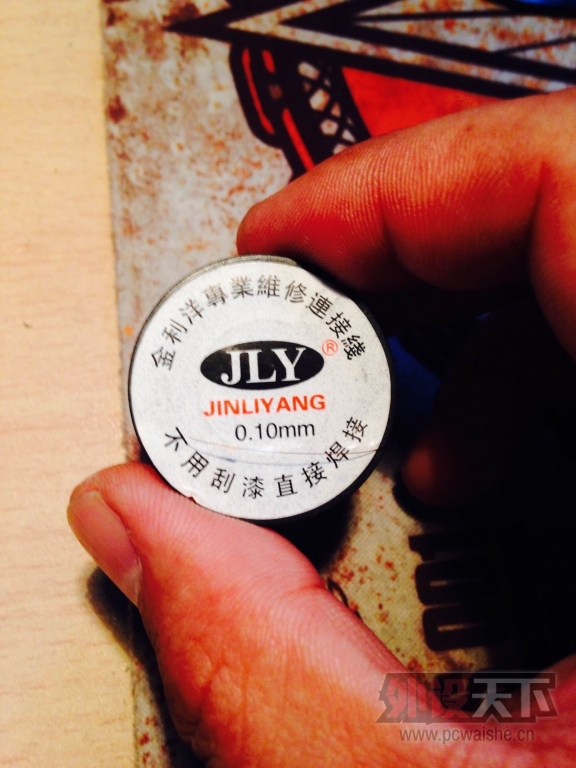 金利洋專業維修連接綫
JLY®
JINLIYANG
0.10mm
不用刮漆直接焊接
外设天下
www.pcwaishe.cn